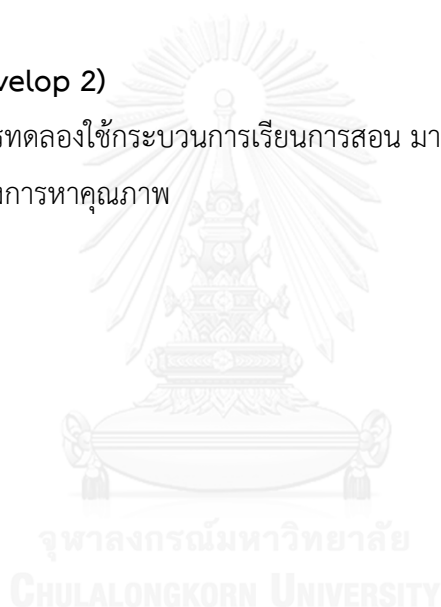 velop 2)
รทดลองใช้กระบวนการเรียนการสอน มา
งการหาคุณภาพ
จุฬาลงกรณ์มหาวิทยาลัย
CHULALONGKORN UNIVERSITY